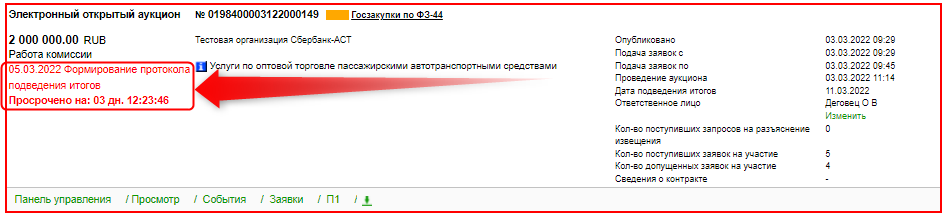 Электронный открытый аукцион № 0198400003122000149 Госзакупки по ФЗ-44
2 000 000.00 RUB
Работа комиссии
05.03.2022 Формирование протокола
подведения итогов
Просрочено на: 03 дн. 12:23:46
Тестовая организация Сбербанк-АСТ
Услуги по оптовой торговле пассажирскими автотранспортными средствами
Опубликовано 03.03.2022 09:29
Подача заявок с 03.03.2022 09:29
Подача заявок по 03.03.2022 09:45
Проведение аукциона 03.03.2022 11:14
Дата подведения итогов 11.03.2022
Ответственное лицо Деговец О В
Изменить
Кол-во поступивших запросов на разъяснение 0
извещения
Кол-во поступивших заявок на участие 5
Кол-во допущенных заявок на участие 4
Сведения о контракте -
Панель управления / Просмотр / События / Заявки / П1 /